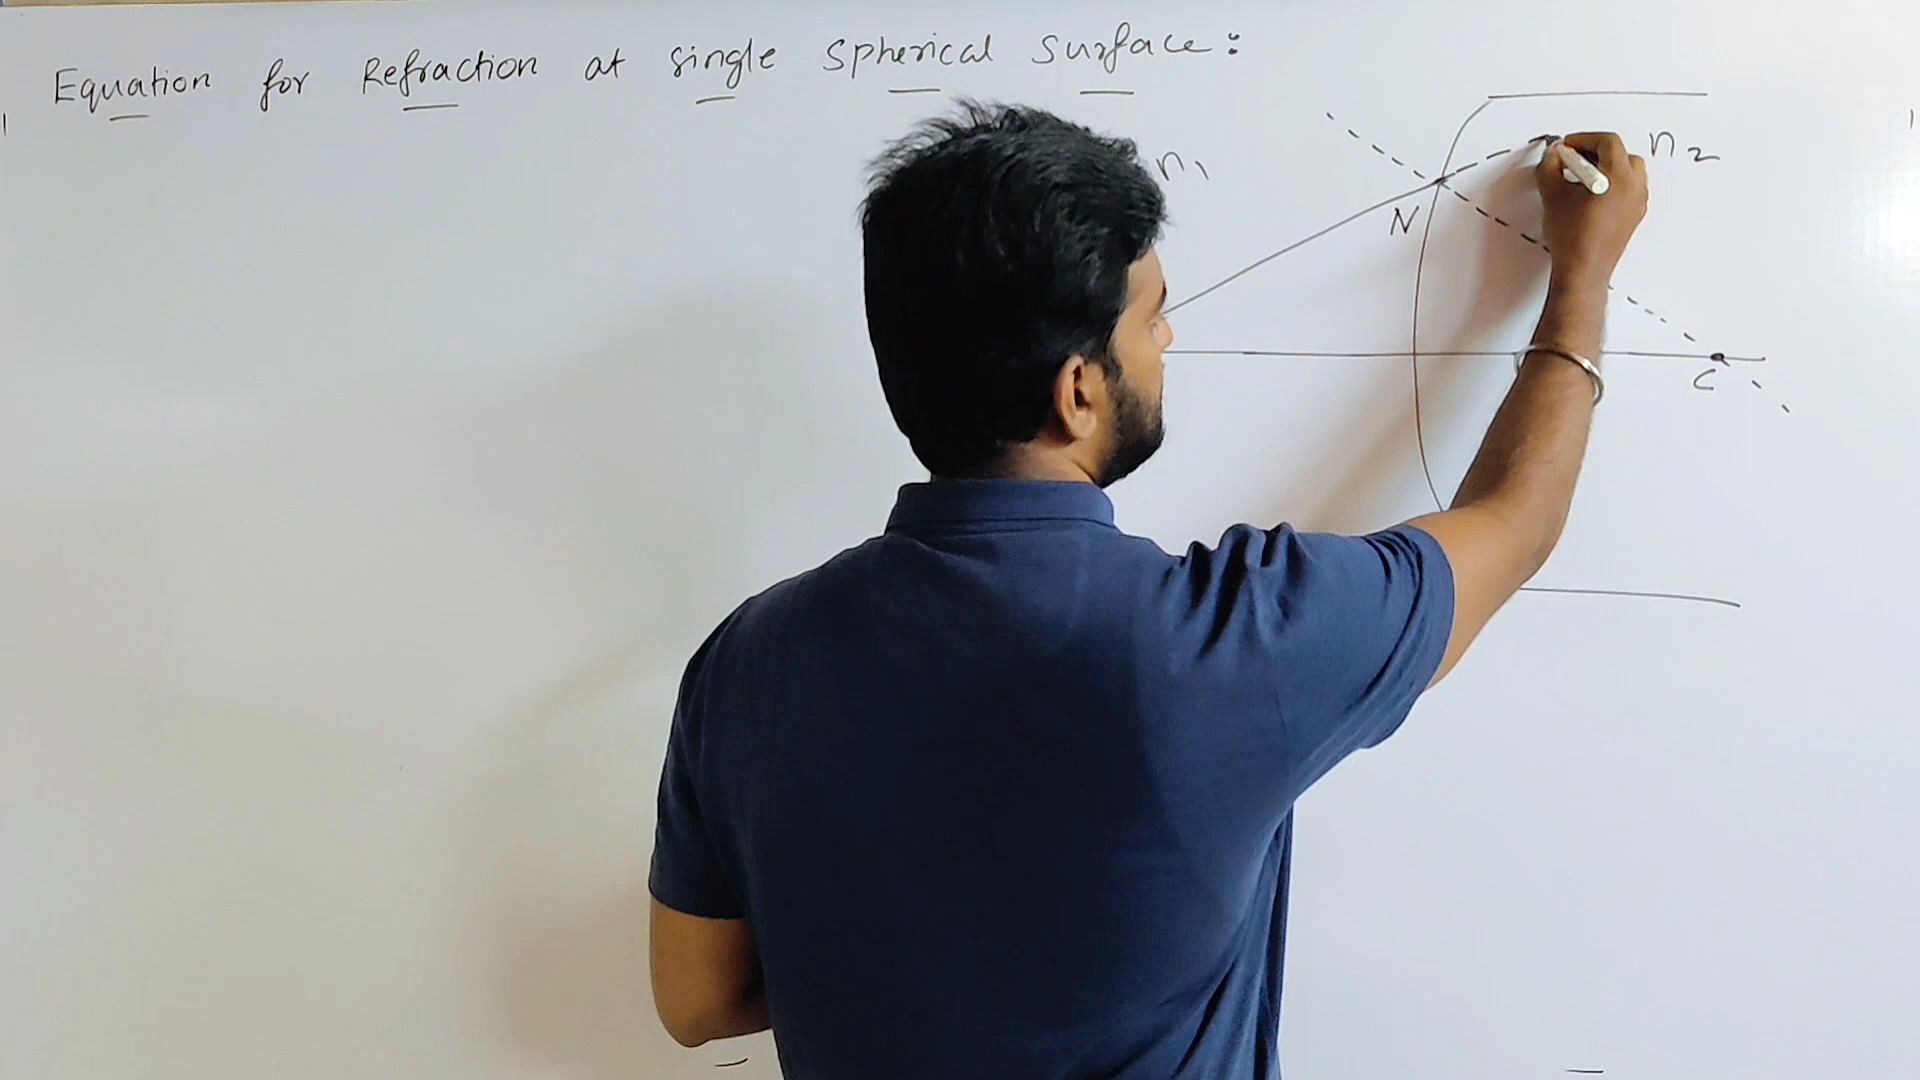 Equation for Refraction at single Spherical Surface:
n₁
n₂
N
C